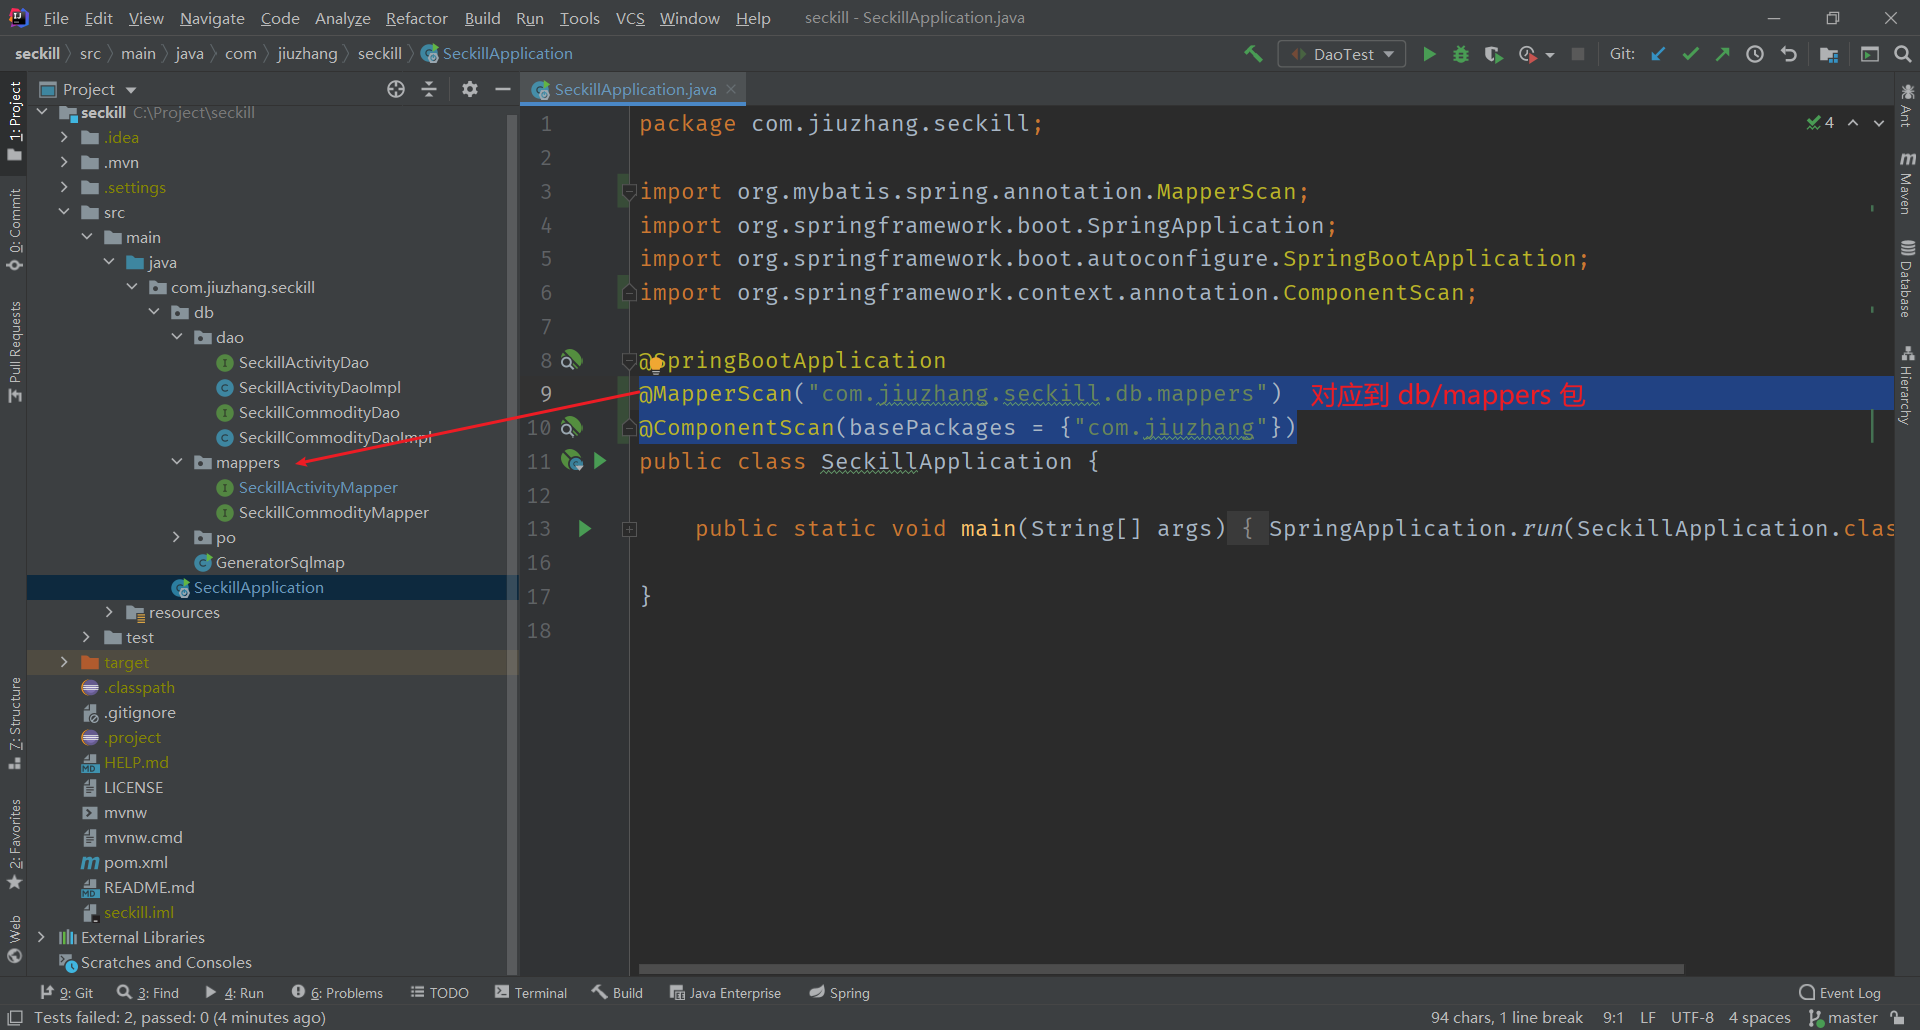 File Edit View Navigate Code Analyze Refactor Build Run Tools VCS Window Help seckill - SeckillApplication.java
seckill src main java com jiuzhang seckill SeckillApplication DaoTest Git:
Project
SeckillApplication.java
1: Project
0: Commit
Pull Requests
7: Structure
2: Favorites
Web
seckill C:\Project\seckill
.idea
.mvn
.settings
src
main
java
com.jiuzhang.seckill
db
dao
SeckillActivityDao
SeckillActivityDaoImpl
SeckillCommodityDao
SeckillCommodityDaoImpl
mappers
SeckillActivityMapper
SeckillCommodityMapper
po
GeneratorSqlmap
SeckillApplication
resources
test
target
.classpath
.gitignore
.project
HELP.md
LICENSE
mvnw
mvnw.cmd
pom.xml
README.md
seckill.iml
External Libraries
Scratches and Consoles
1 package com.jiuzhang.seckill; 4
2
3 import org.mybatis.spring.annotation.MapperScan;
4 import org.springframework.boot.SpringApplication;
5 import org.springframework.boot.autoconfigure.SpringBootApplication;
6 import org.springframework.context.annotation.ComponentScan;
7
8 @SpringBootApplication
9 @MapperScan("com.jiuzhang.seckill.db.mappers") 对应到 db/mappers 包
10 @ComponentScan(basePackages = {"com.jiuzhang"})
11 public class SeckillApplication {
12
13 public static void main(String[] args) { SpringApplication.run(SeckillApplication.clas
16
17 }
18
Ant
Maven
Database
Hierarchy
9: Git 3: Find 4: Run 6: Problems TODO Terminal Build Java Enterprise Spring Event Log
Tests failed: 2, passed: 0 (4 minutes ago) 94 chars, 1 line break 9:1 LF UTF-8 4 spaces master